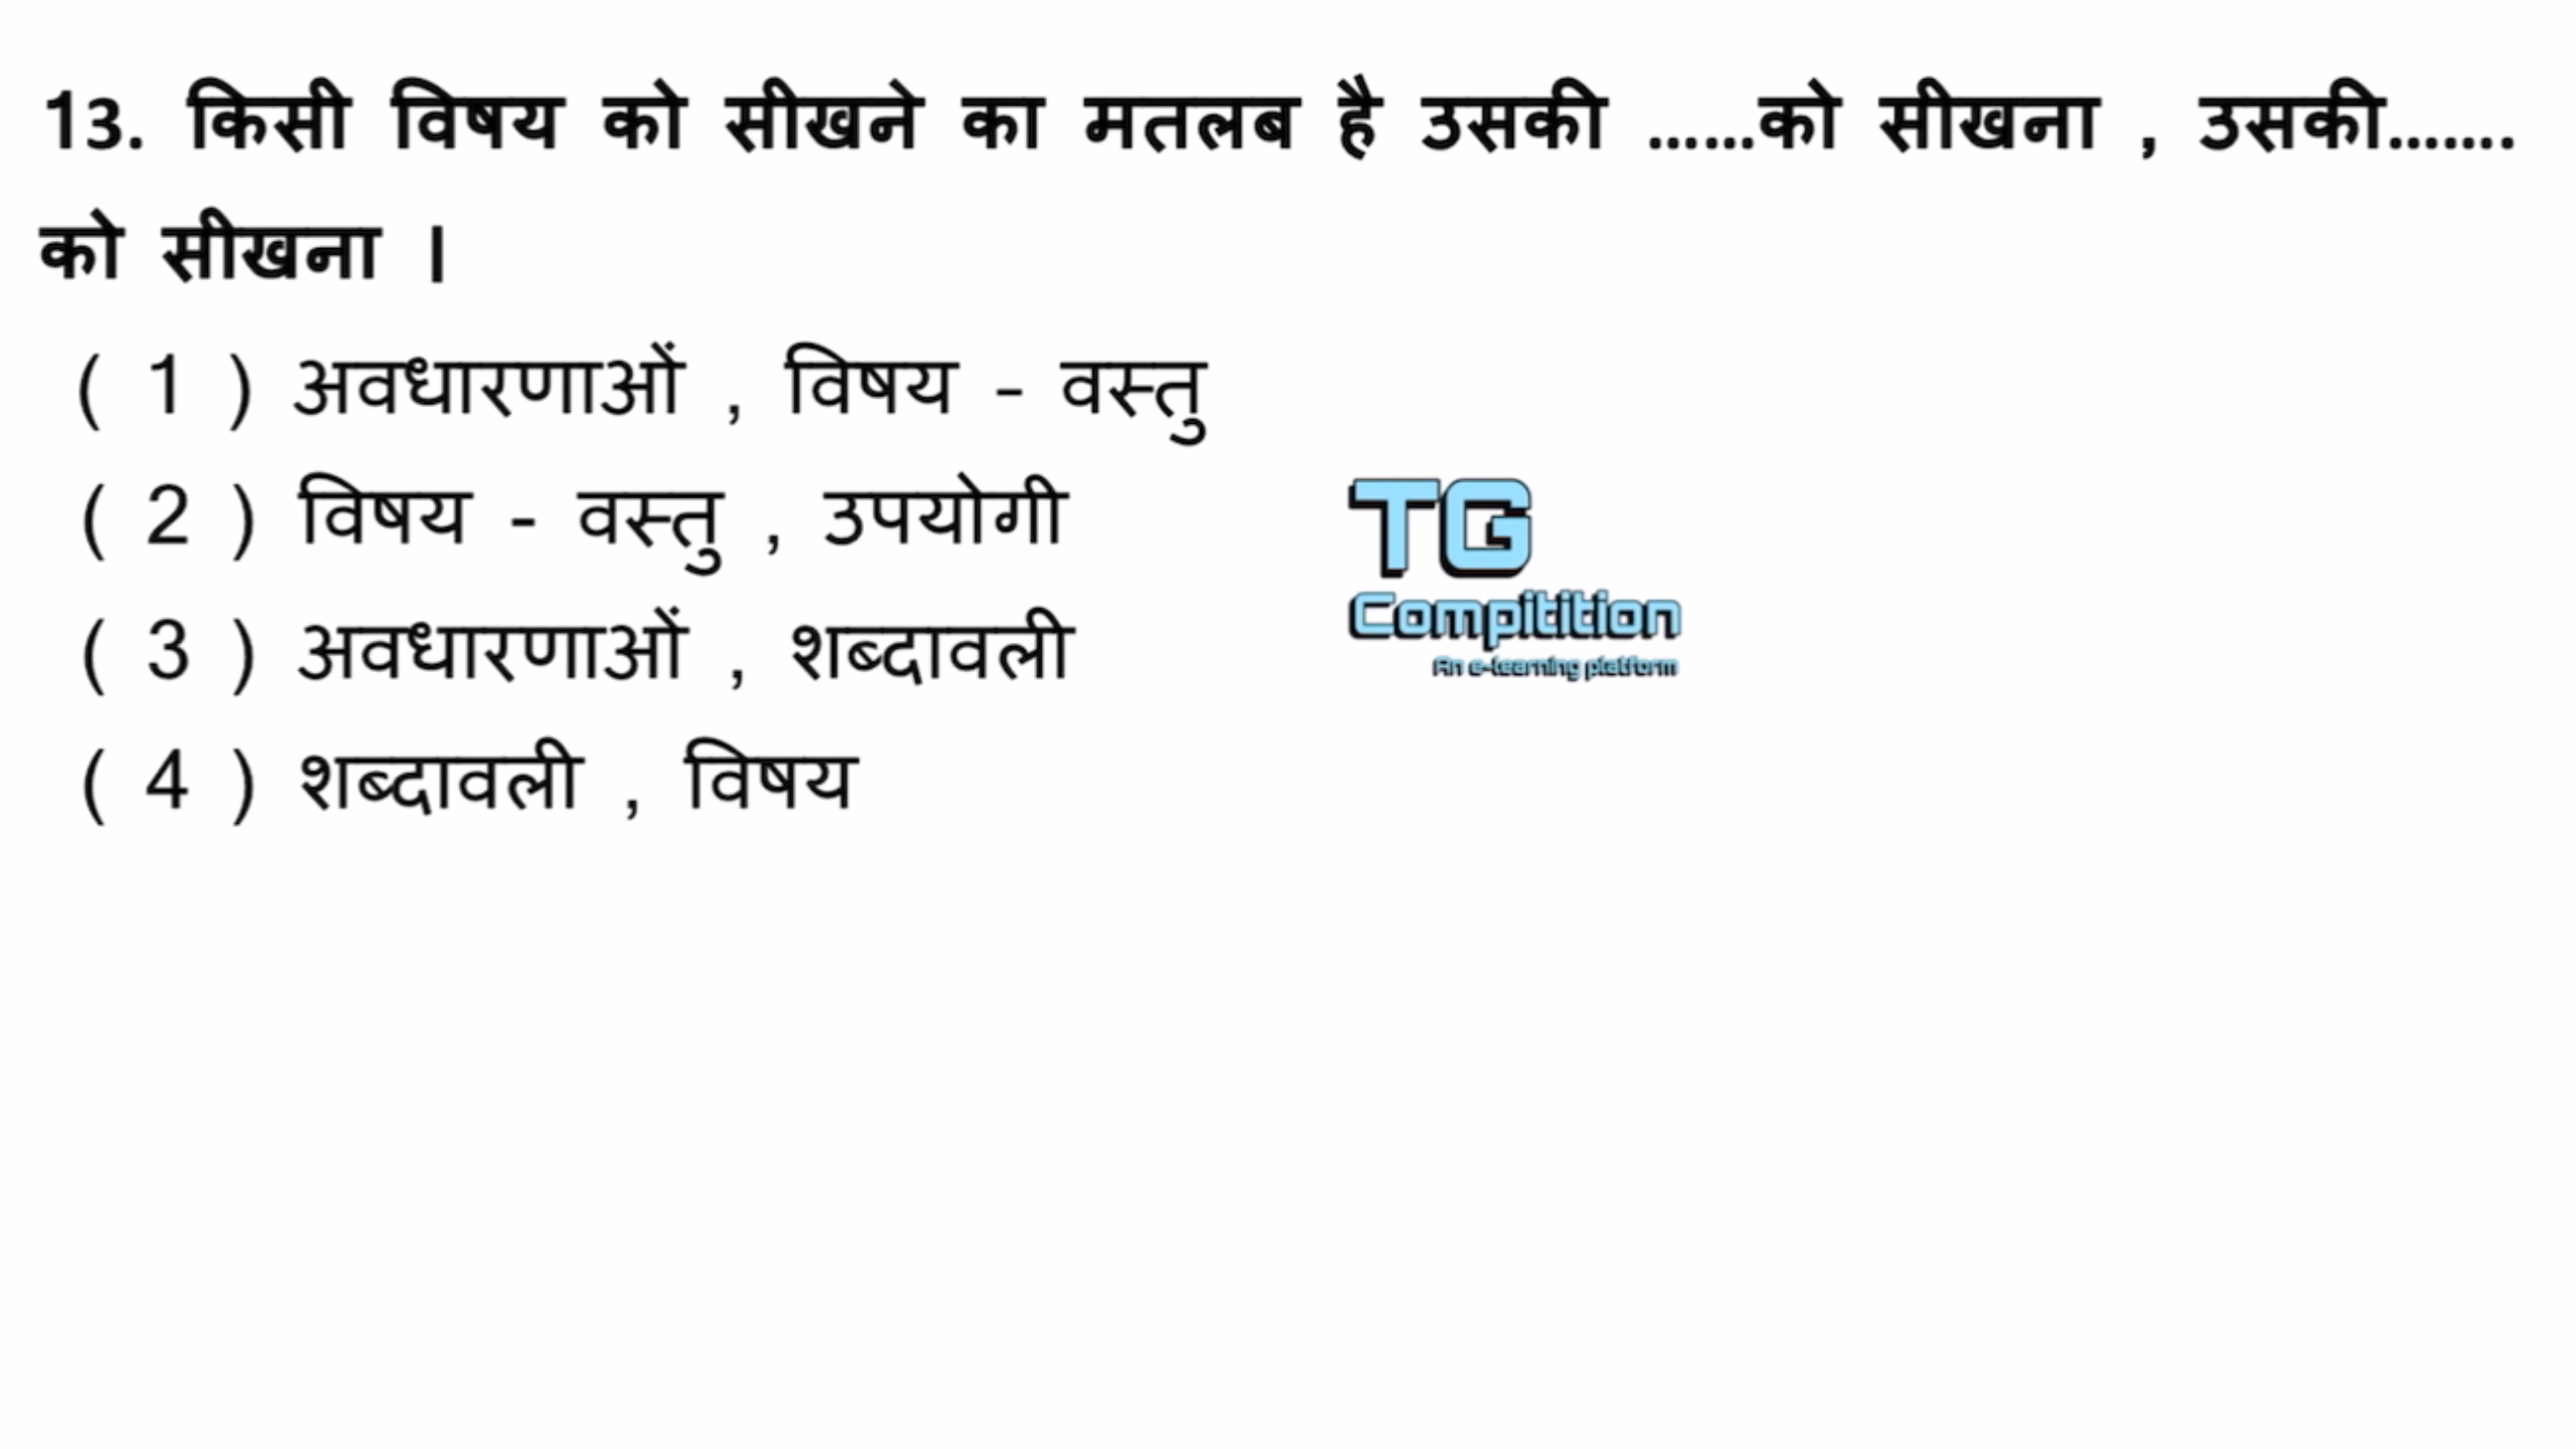 13. किसी विषय को सीखने का मतलब है उसकी ......को सीखना , उसकी.......
को सीखना ।
( 1 ) अवधारणाओं , विषय - वस्तु
( 2 ) विषय - वस्तु , उपयोगी
( 3 ) अवधारणाओं , शब्दावली
( 4 ) शब्दावली , विषय
TG
Compitition
An e-learning platform